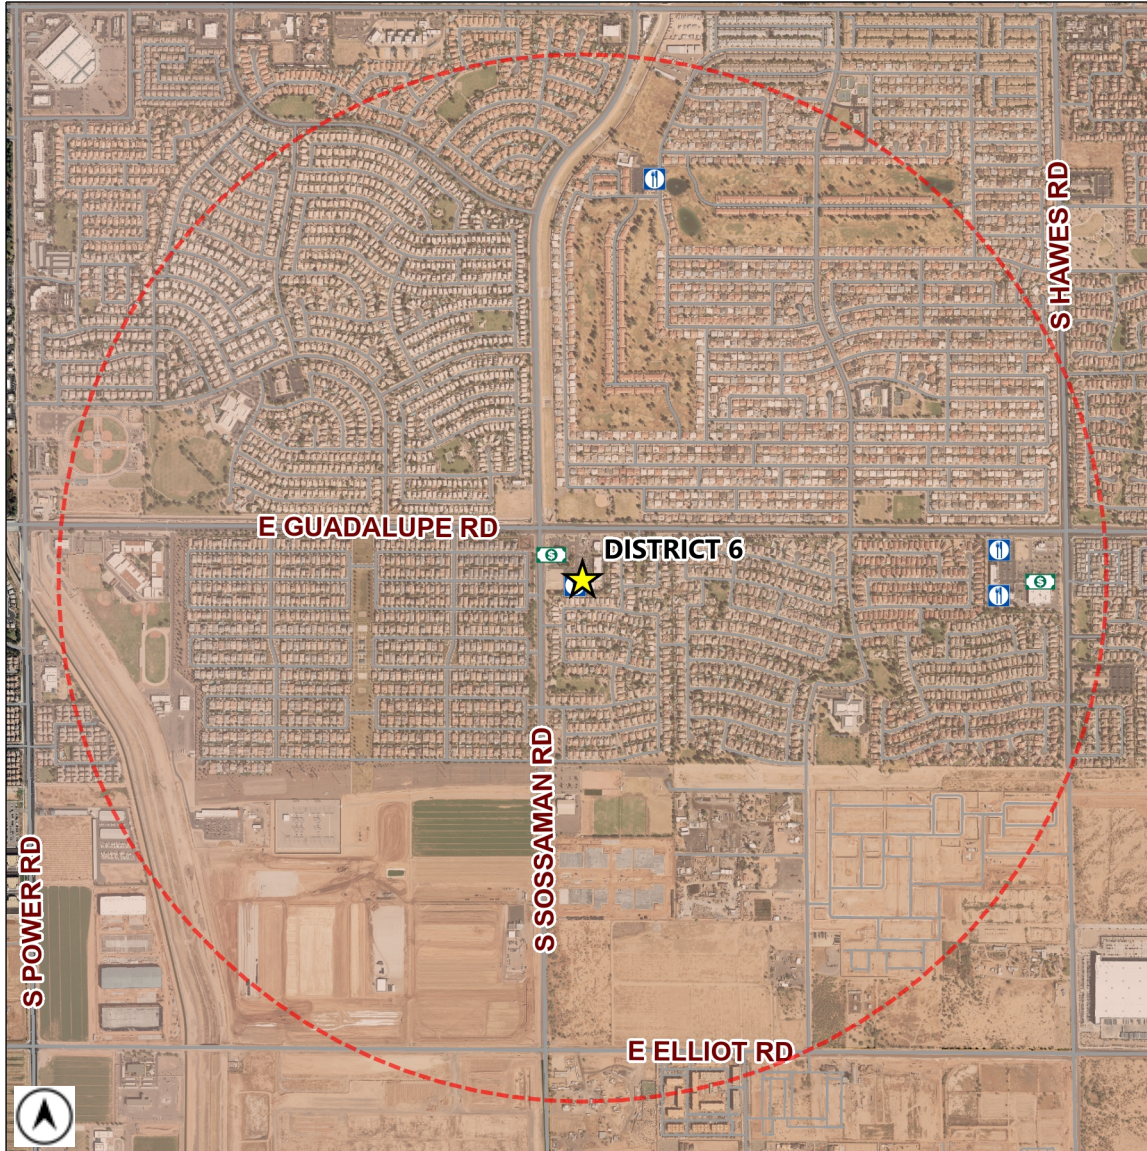 S HAWES RD
E GUADALUPE RD
$
DISTRICT 6
$
S SOSSAMAN RD
S POWER RD
E ELLIOT RD